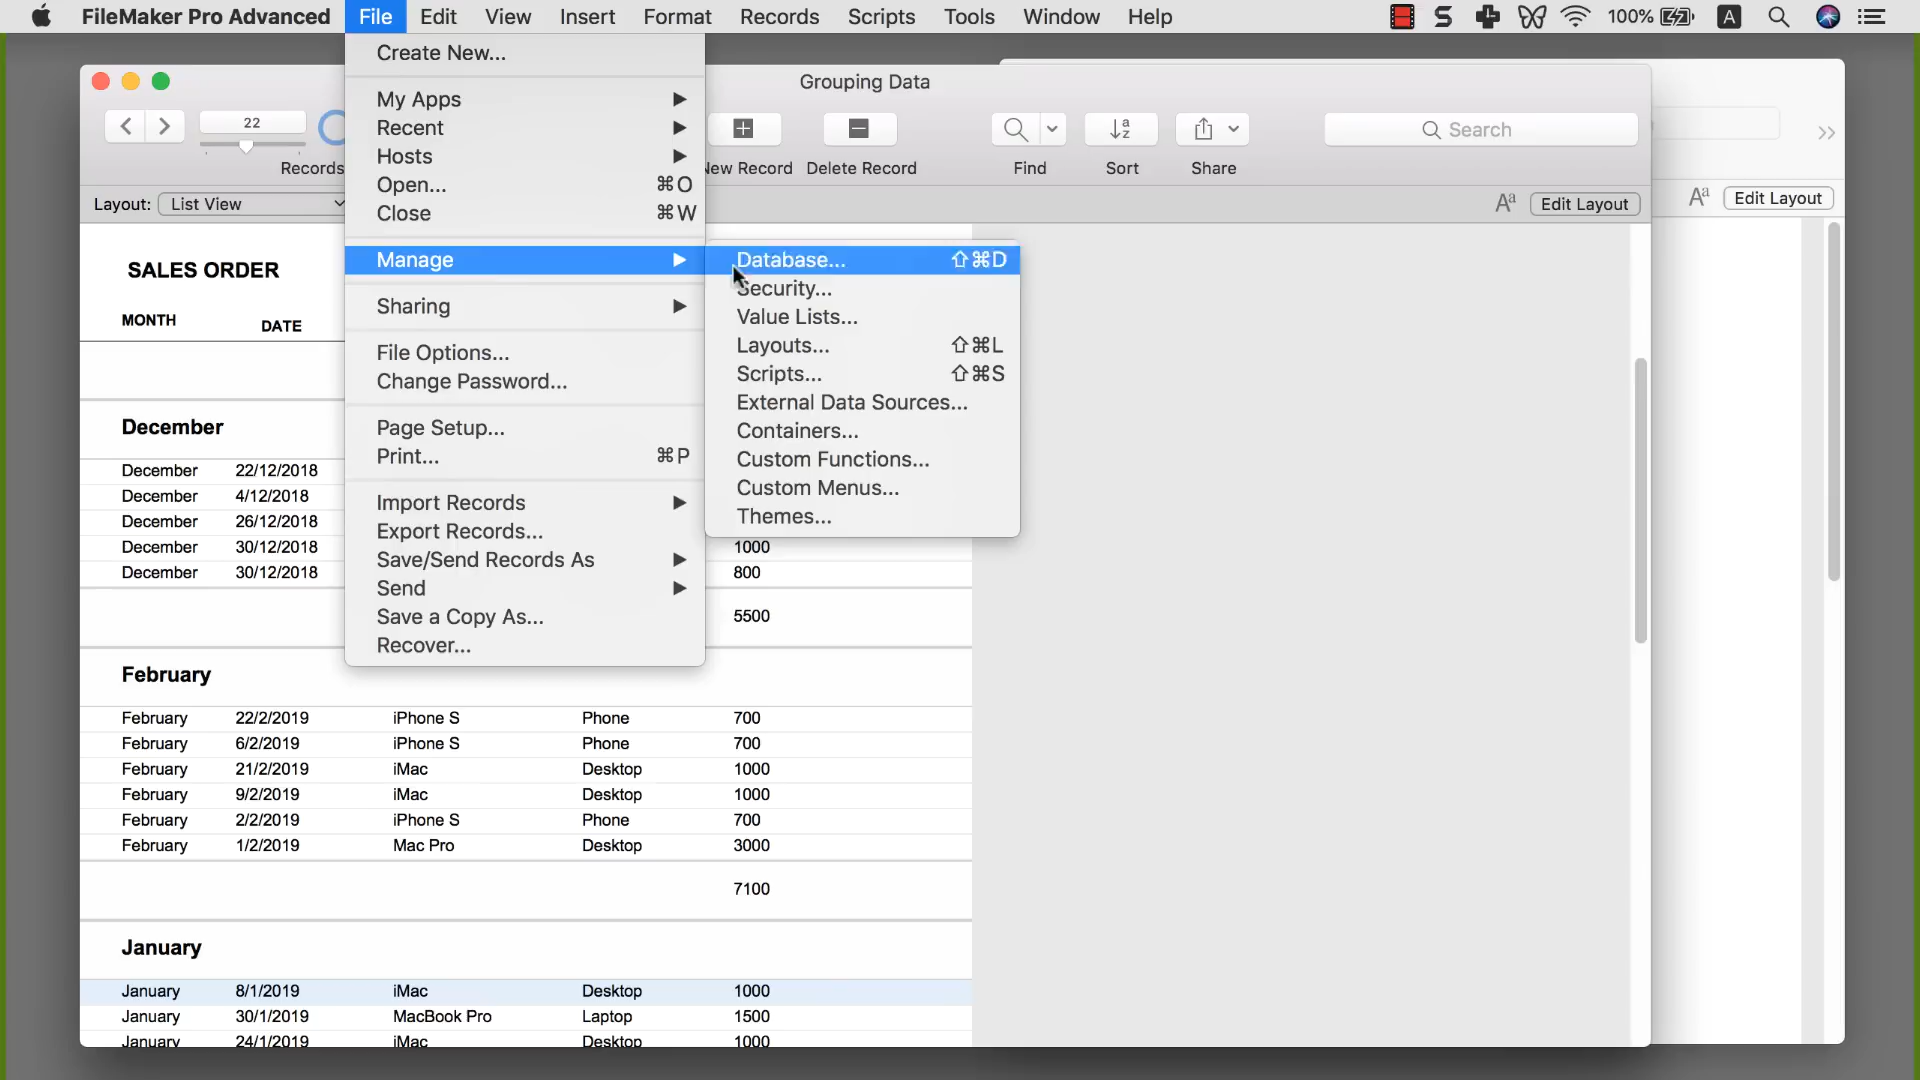 FileMaker Pro Advanced File Edit View Insert Format Records Scripts Tools Window Help 100% A
Create New...
My Apps
Recent
Hosts
Open... ⌘O
Close ⌘W
Manage
Sharing
File Options...
Change Password...
Page Setup...
Print... ⌘P
Import Records
Export Records...
Save/Send Records As
Send
Save a Copy As...
Recover...
Database... ⇧⌘D
Security...
Value Lists...
Layouts... ⇧⌘L
Scripts... ⇧⌘S
External Data Sources...
Containers...
Custom Functions...
Custom Menus...
Themes...
Grouping Data
22
Search
Records New Record Delete Record Find Sort Share
Layout: List View Aa Edit Layout
Aa Edit Layout
SALES ORDER
MONTH DATE
December
December 22/12/2018
December 4/12/2018
December 26/12/2018
December 30/12/2018 1000
December 30/12/2018 800
5500
February
February 22/2/2019 iPhone S Phone 700
February 6/2/2019 iPhone S Phone 700
February 21/2/2019 iMac Desktop 1000
February 9/2/2019 iMac Desktop 1000
February 2/2/2019 iPhone S Phone 700
February 1/2/2019 Mac Pro Desktop 3000
7100
January
January 8/1/2019 iMac Desktop 1000
January 30/1/2019 MacBook Pro Laptop 1500
January 24/1/2019 iMac Desktop 1000